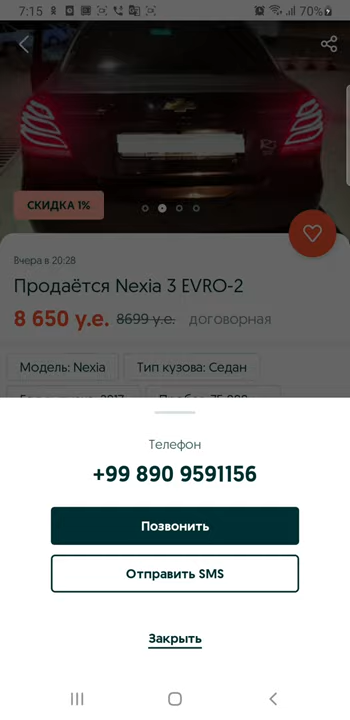 7:15
70%
СКИДКА 1%
Вчера в 20:28
Продаётся Nexia 3 EVRO-2
8 650 у.е. 8699 у.е. договорная
Модель: Nexia Тип кузова: Седан
Телефон
+99 890 9591156
Позвонить
Отправить SMS
Закрыть